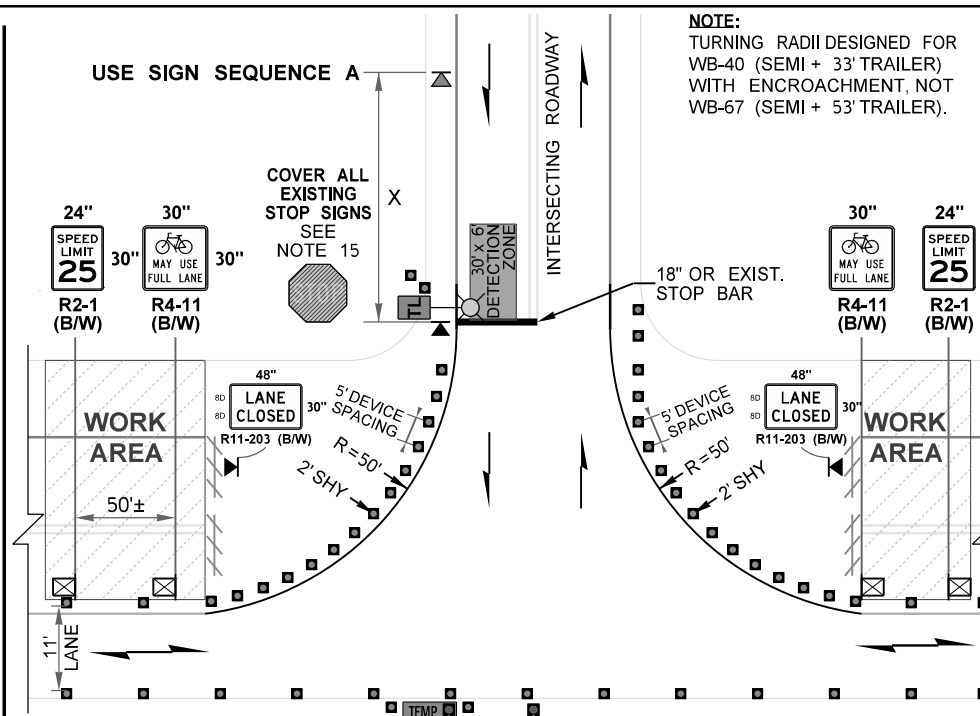 NOTE:
TURNING RADII DESIGNED FOR
WB-40 (SEMI + 33' TRAILER)
WITH ENCROACHMENT, NOT
WB-67 (SEMI + 53' TRAILER).
USE SIGN SEQUENCE A
X
INTERSECTING ROADWAY
COVER ALL
EXISTING
STOP SIGNS
SEE
NOTE 15
STOP
TL
30' x 6'
DETECTION
ZONE
18" OR EXIST.
STOP BAR
24"
SPEED
LIMIT
25
30"
R2-1
(B/W)
30"
MAY USE
FULL LANE
30"
R4-11
(B/W)
30"
MAY USE
FULL LANE
R4-11
(B/W)
24"
SPEED
LIMIT
25
R2-1
(B/W)
WORK
AREA
50'±
48"
8D
8D
LANE
CLOSED
30"
R11-203 (B/W)
5' DEVICE
SPACING
R=50'
2' SHY
5' DEVICE
SPACING
R=50'
2' SHY
48"
8D
8D
LANE
CLOSED
30"
R11-203 (B/W)
WORK
AREA
11'
LANE
TEMP